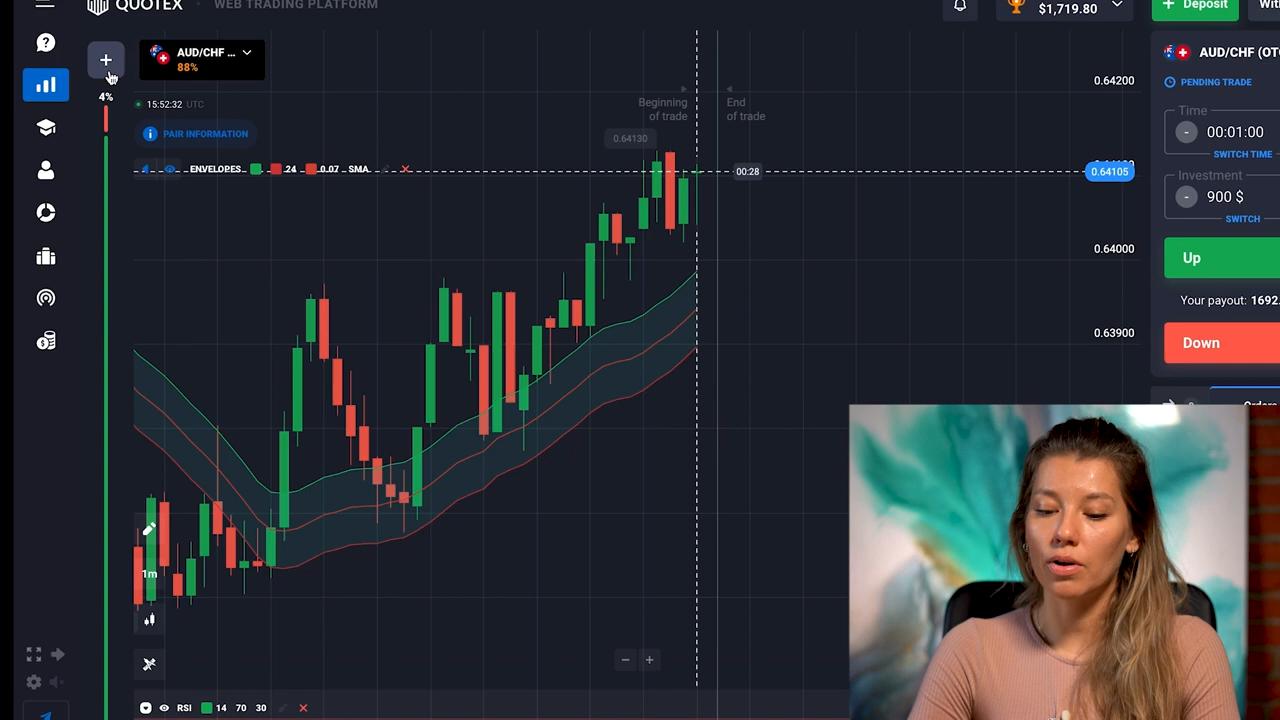 QUOTEX
WEB TRADING PLATFORM
$1,719.80
+ Deposit
+
AUD/CHF ...
88%
AUD/CHF (OT
4%
15:52:32 UTC
PENDING TRADE
PAIR INFORMATION
Beginning
of trade
End
of trade
0.64130
ENVELOPES 24 0.07 SMA
00:28
0.64200
0.64105
0.64000
0.63900
Time
- 00:01:00
SWITCH TIME
Investment
- 900 $
SWITCH
Up
Your payout: 1692.
Down
1m
− +
RSI 14 70 30